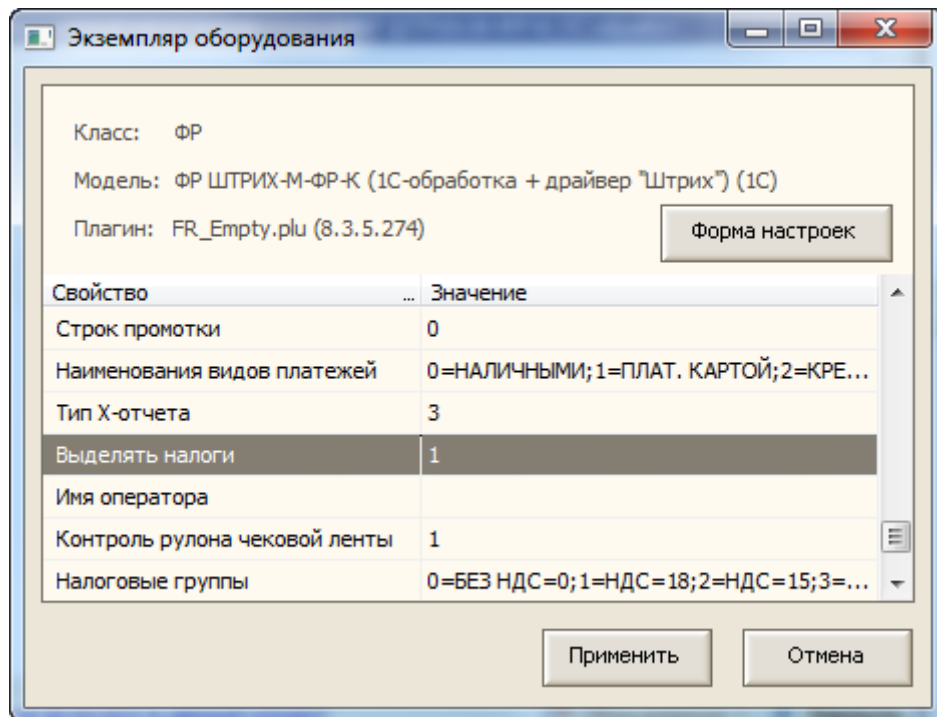 Экземпляр оборудования
Класс: ФР
Модель: ФР ШТРИХ-М-ФР-К (1С-обработка + драйвер "Штрих") (1С)
Плагин: FR_Empty.plu (8.3.5.274)
Форма настроек
Свойство ... Значение
Строк промотки 0
Наименования видов платежей 0=НАЛИЧНЫМИ;1=ПЛАТ. КАРТОЙ;2=КРЕ...
Тип X-отчета 3
Выделять налоги 1
Имя оператора
Контроль рулона чековой ленты 1
Налоговые группы 0=БЕЗ НДС=0;1=НДС=18;2=НДС=15;3=...
Применить Отмена